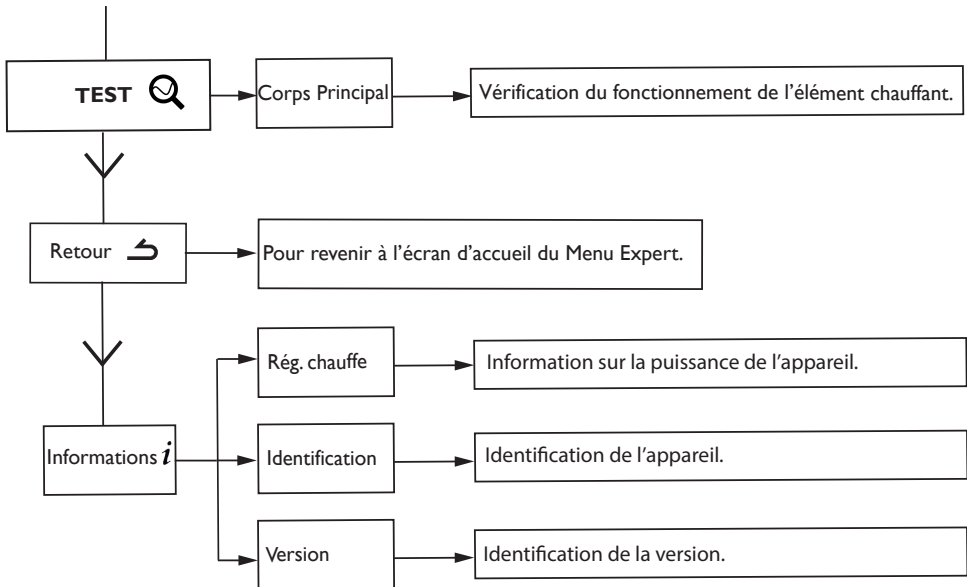 TEST
Corps Principal
Vérification du fonctionnement de l'élément chauffant.
Retour
Pour revenir à l'écran d'accueil du Menu Expert.
Rég. chauffe
Information sur la puissance de l'appareil.
Informations i
Identification
Identification de l'appareil.
Version
Identification de la version.